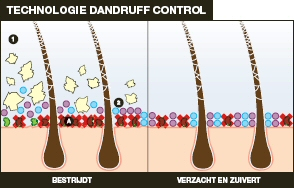 TECHNOLOGIE DANDRUFF CONTROL
1
2
A
BESTRIJDT
VERZACHT EN ZUIVERT